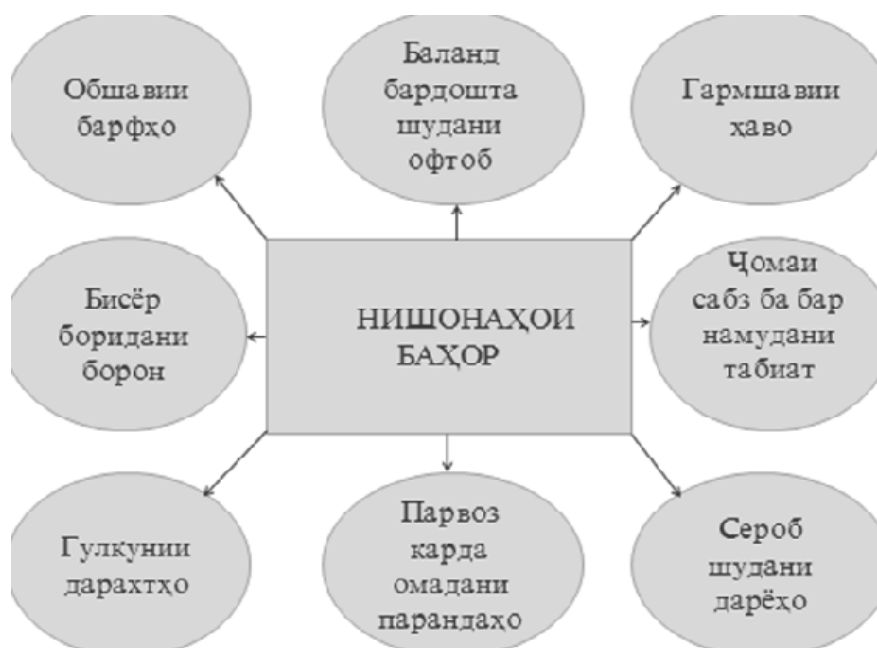 Обшавии
барфҳо
Баланд
бардошта
шудани
офтоб
Гармшавии
ҳаво
Бисёр
боридани
борон
НИШОНАҲОИ
БАҲОР
Ҷомаи
сабз ба бар
намудани
табиат
Гулкунии
дарахтҳо
Парвоз
карда
омадани
парандаҳо
Сероб
шудани
дарёҳо